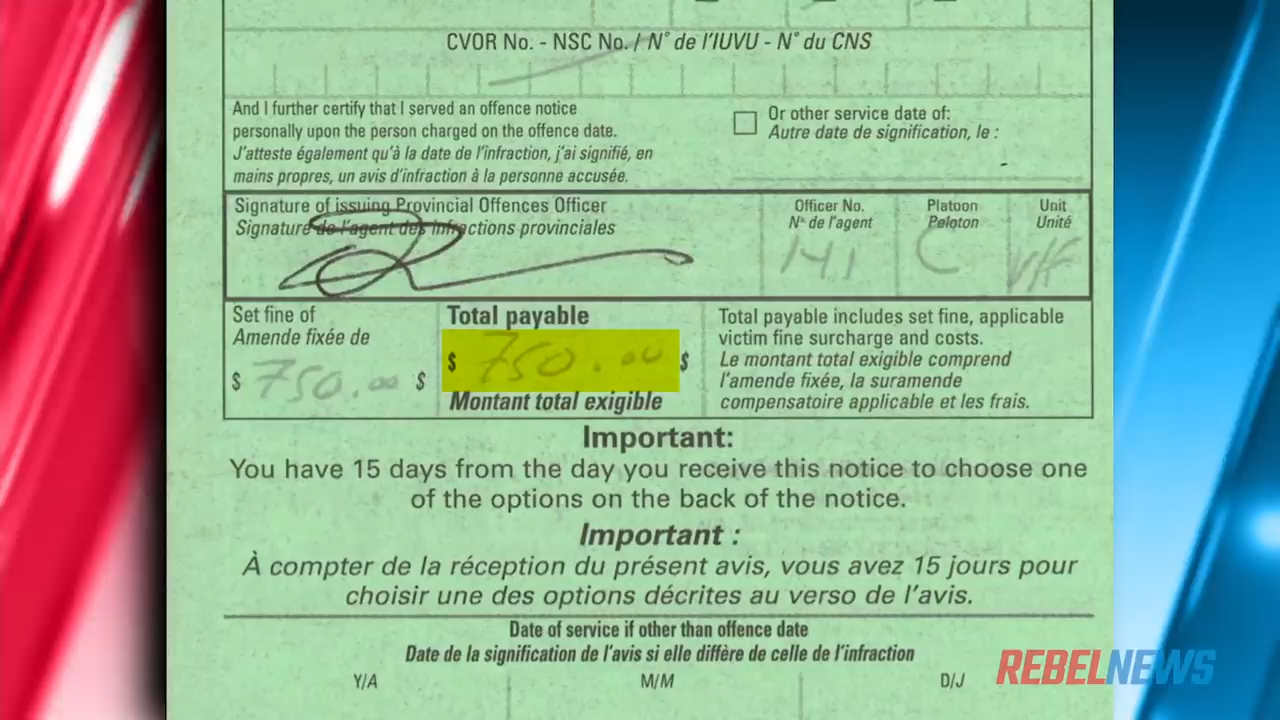 CVOR No. - NSC No. / N° de l'IUVU - N° du CNS
And I further certify that I served an offence notice
personally upon the person charged on the offence date.
J'atteste également qu'à la date de l'infraction, j'ai signifié, en
mains propres, un avis d'infraction à la personne accusée.
Or other service date of:
Autre date de signification, le :
Signature of issuing Provincial Offences Officer
Signature de l'agent des infractions provinciales
Officer No.
N° de l'agent
141
Platoon
Peloton
C
Unit
Unité
Set fine of
Amende fixée de
$ 750.00 $
Total payable
$ 750.00 $
Montant total exigible
Total payable includes set fine, applicable
victim fine surcharge and costs.
Le montant total exigible comprend
l'amende fixée, la suramende
compensatoire applicable et les frais.
Important:
You have 15 days from the day you receive this notice to choose one
of the options on the back of the notice.
Important :
À compter de la réception du présent avis, vous avez 15 jours pour
choisir une des options décrites au verso de l'avis.
Date of service if other than offence date
Date de la signification de l'avis si elle diffère de celle de l'infraction
Y/A M/M D/J
REBELNEWS